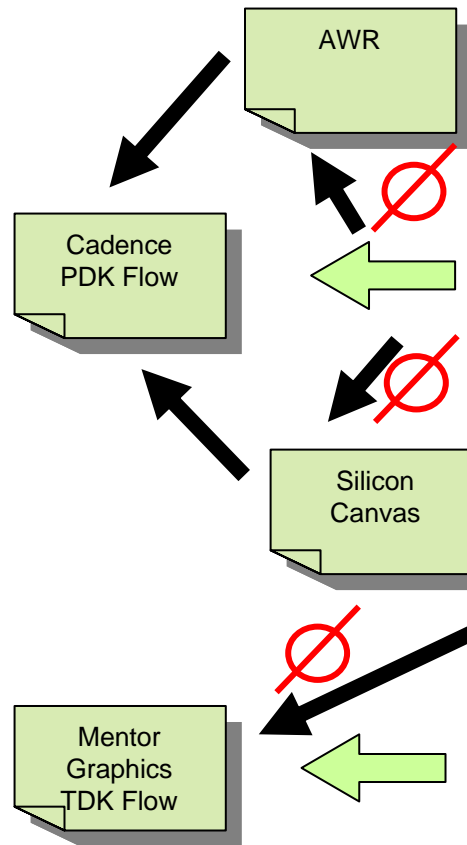 AWR
Cadence
PDK Flow
Silicon
Canvas
Mentor
Graphics
TDK Flow